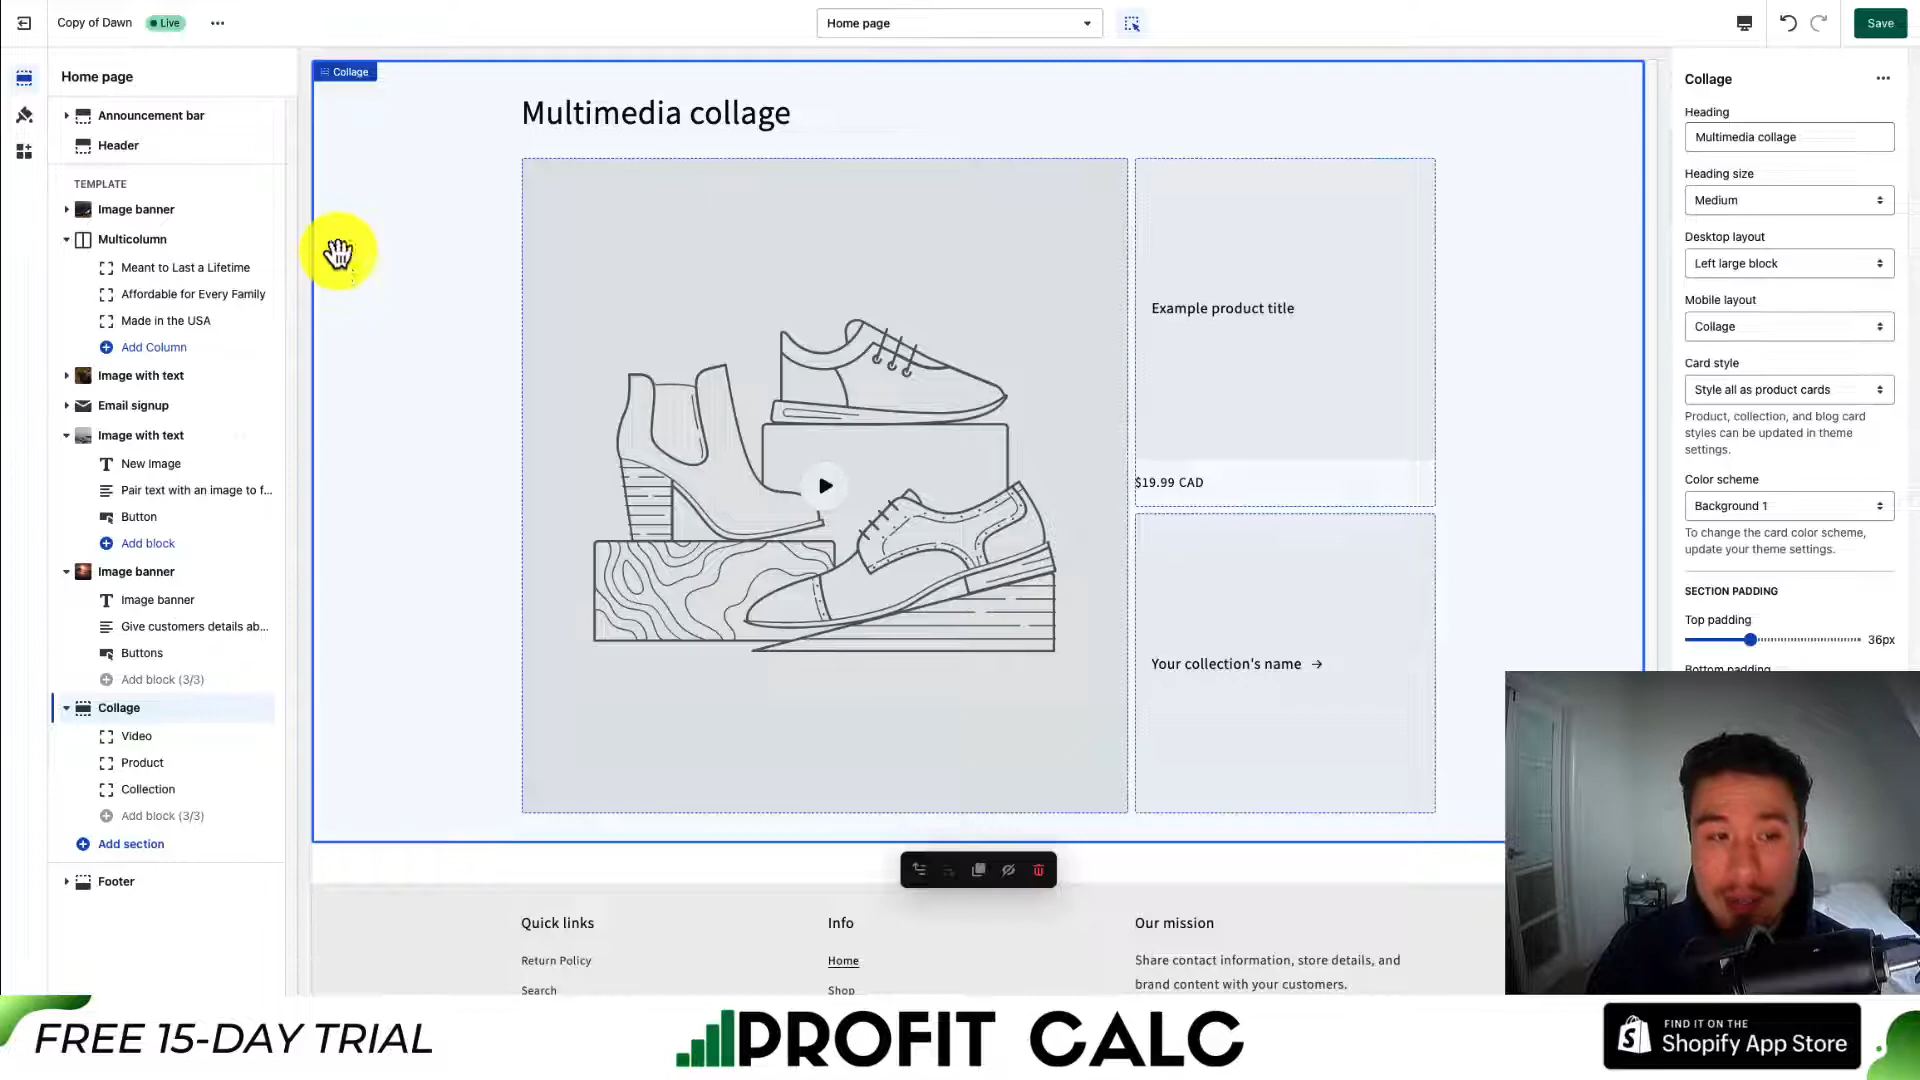 Copy of Dawn
Live
Home page
Save
Home page
Announcement bar
Header
TEMPLATE
Image banner
Multicolumn
Meant to Last a Lifetime
Affordable for Every Family
Made in the USA
Add Column
Image with text
Email signup
Image with text
New Image
Pair text with an image to f...
Button
Add block
Image banner
Image banner
Give customers details ab...
Buttons
Add block (3/3)
Collage
Video
Product
Collection
Add block (3/3)
Add section
Footer
Collage
Multimedia collage
Example product title
$19.99 CAD
Your collection's name
Quick links
Return Policy
Search
Info
Home
Shop
Our mission
Share contact information, store details, and
brand content with your customers.
Collage
Heading
Multimedia collage
Heading size
Medium
Desktop layout
Left large block
Mobile layout
Collage
Card style
Style all as product cards
Product, collection, and blog card
styles can be updated in theme
settings.
Color scheme
Background 1
To change the card color scheme,
update your theme settings.
SECTION PADDING
Top padding
36px
Bottom padding
FREE 15-DAY TRIAL
PROFIT CALC
FIND IT ON THE
Shopify App Store